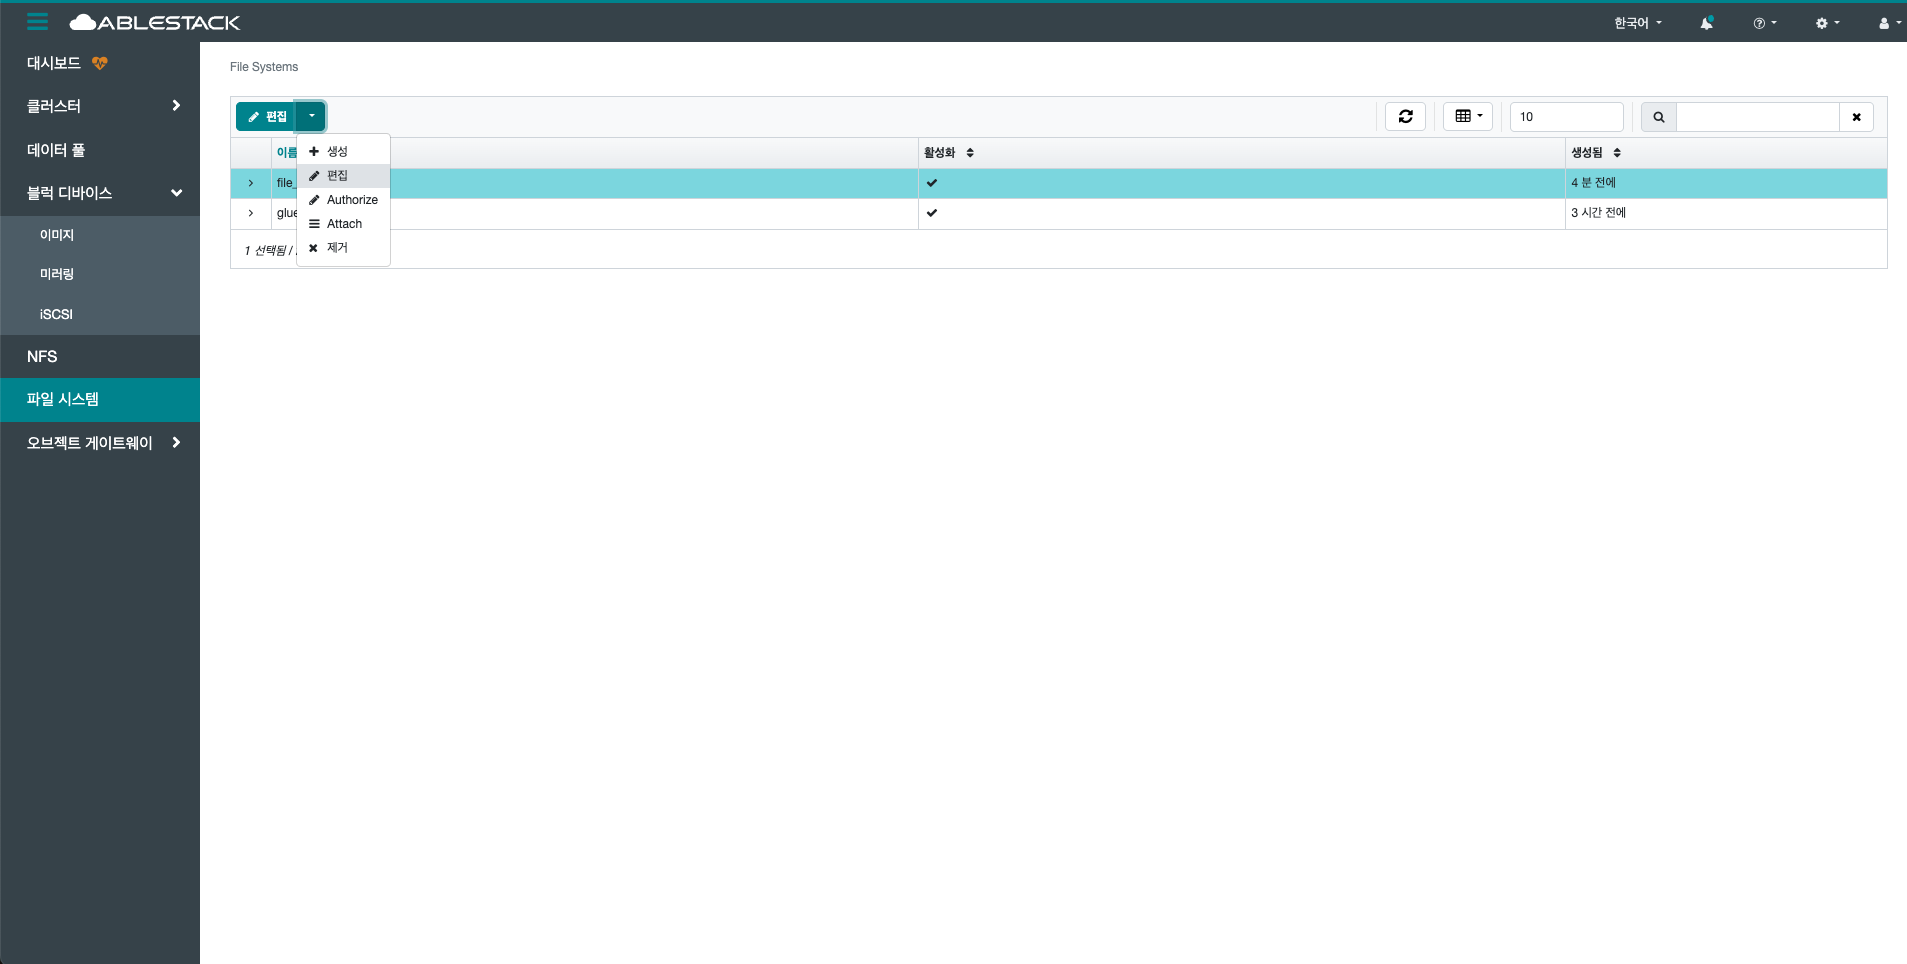 ABLESTACK
한국어
대시보드
클러스터
데이터 풀
블럭 디바이스
이미지
미러링
iSCSI
NFS
파일 시스템
오브젝트 게이트웨이
File Systems
편집
10
생성
편집
Authorize
Attach
제거
이름 활성화 생성됨
file_ 4 분 전에
glue 3 시간 전에
1 선택됨 /